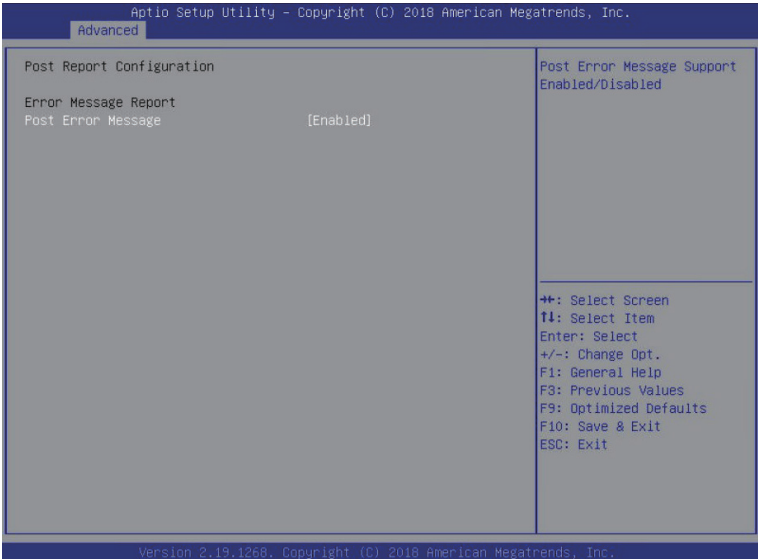 Aptio Setup Utility – Copyright (C) 2018 American Megatrends, Inc.
Advanced
Post Report Configuration
Error Message Report
Post Error Message [Enabled]
Post Error Message Support
Enabled/Disabled
→←: Select Screen
↑↓: Select Item
Enter: Select
+/-: Change Opt.
F1: General Help
F3: Previous Values
F9: Optimized Defaults
F10: Save & Exit
ESC: Exit
Version 2.19.1268. Copyright (C) 2018 American Megatrends, Inc.